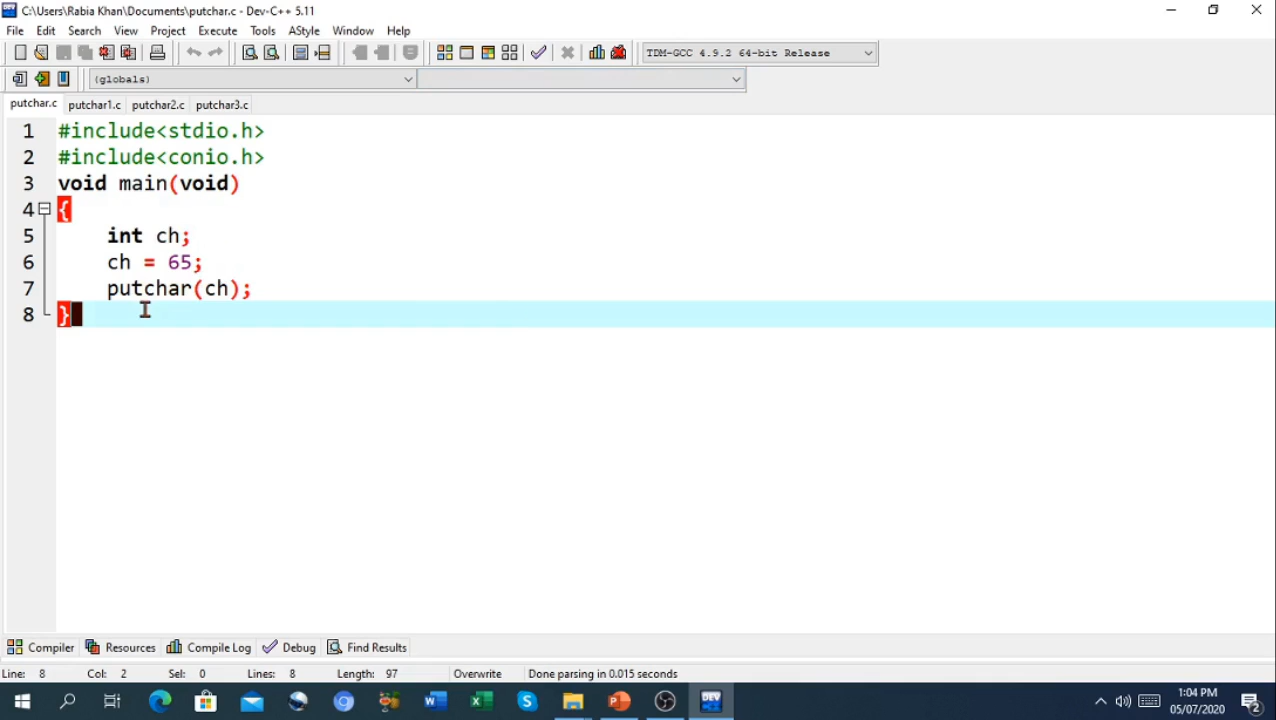 C:\Users\Rabia Khan\Documents\putchar.c - Dev-C++ 5.11
File Edit Search View Project Execute Tools AStyle Window Help
TDM-GCC 4.9.2 64-bit Release
(globals)
putchar.c putchar1.c putchar2.c putchar3.c
1 #include<stdio.h>
2 #include<conio.h>
3 void main(void)
4 {
5 int ch;
6 ch = 65;
7 putchar(ch);
8 }
Compiler Resources Compile Log Debug Find Results
Line: 8 Col: 2 Sel: 0 Lines: 8 Length: 97 Overwrite Done parsing in 0.015 seconds
DEV
1:04 PM
05/07/2020
2